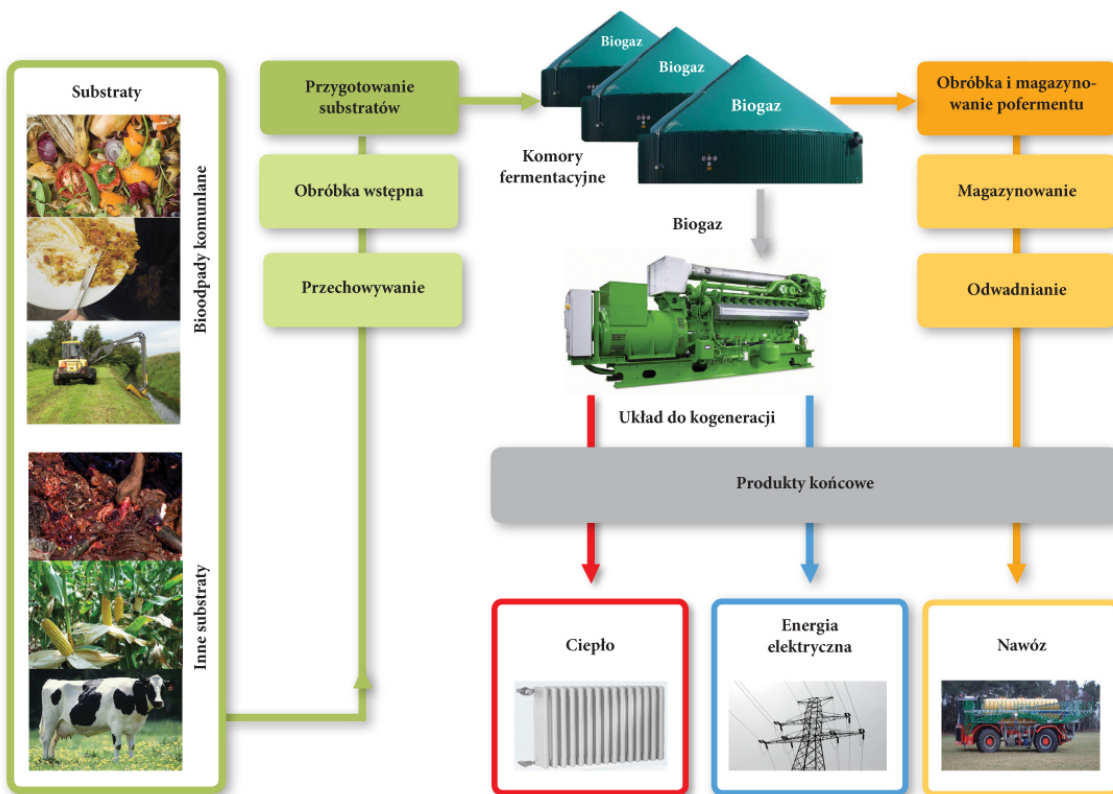 Substraty
Bioodpady komunlane
Inne substraty
Przygotowanie
substratów
Obróbka wstępna
Przechowywanie
Biogaz
Biogaz
Biogaz
Komory
fermentacyjne
Biogaz
Układ do kogeneracji
Obróbka i magazyno-
wanie pofermentu
Magazynowanie
Odwadnianie
Produkty końcowe
Ciepło
Energia
elektryczna
Nawóz